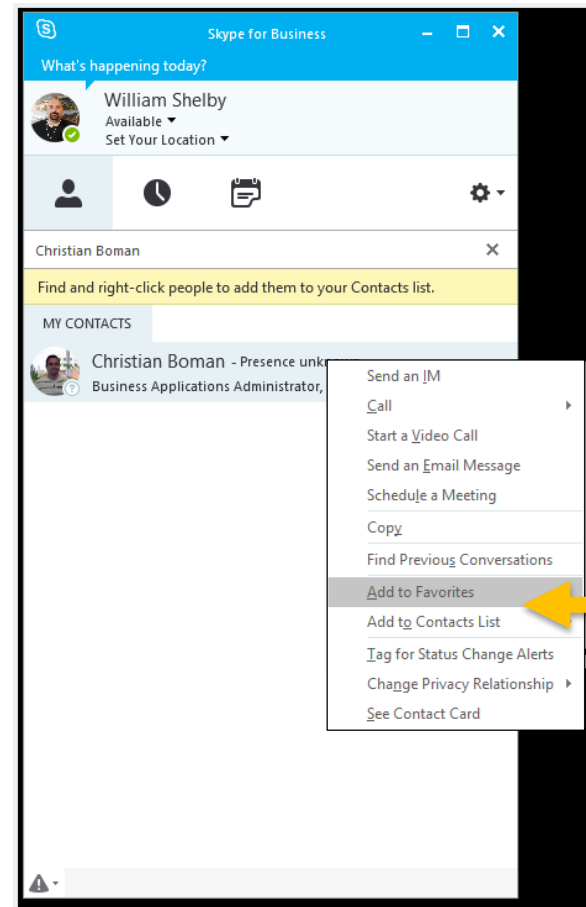 Skype for Business
What's happening today?
William Shelby
Available
Set Your Location
Christian Boman
Find and right-click people to add them to your Contacts list.
MY CONTACTS
Christian Boman - Presence
Business Applications Administrator,
Send an IM
Call
Start a Video Call
Send an Email Message
Schedule a Meeting
Copy
Find Previous Conversations
Add to Favorites
Add to Contacts List
Tag for Status Change Alerts
Change Privacy Relationship
See Contact Card